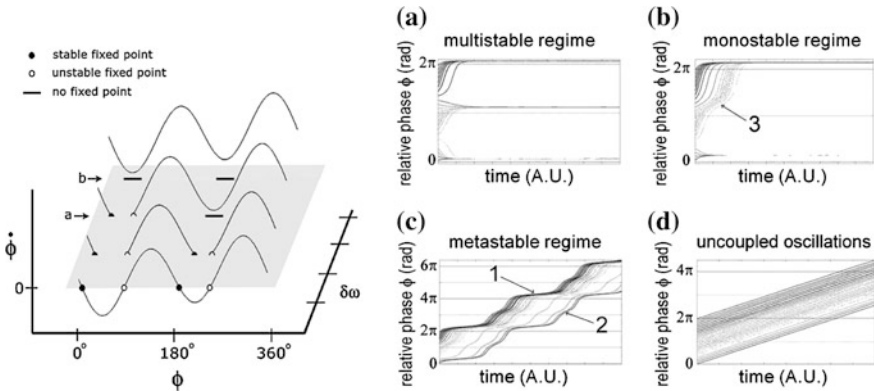 stable fixed point
unstable fixed point
no fixed point
b
a
ϕ̇
0
δω
0° 180° 360°
ϕ
(a)
multistable regime
relative phase ϕ (rad)
2π
0
time (A.U.)
(b)
monostable regime
relative phase ϕ (rad)
2π
3
0
time (A.U.)
(c)
metastable regime
relative phase ϕ (rad)
6π
4π
2π
0
1
2
time (A.U.)
(d)
uncoupled oscillations
relative phase ϕ (rad)
4π
2π
0
time (A.U.)